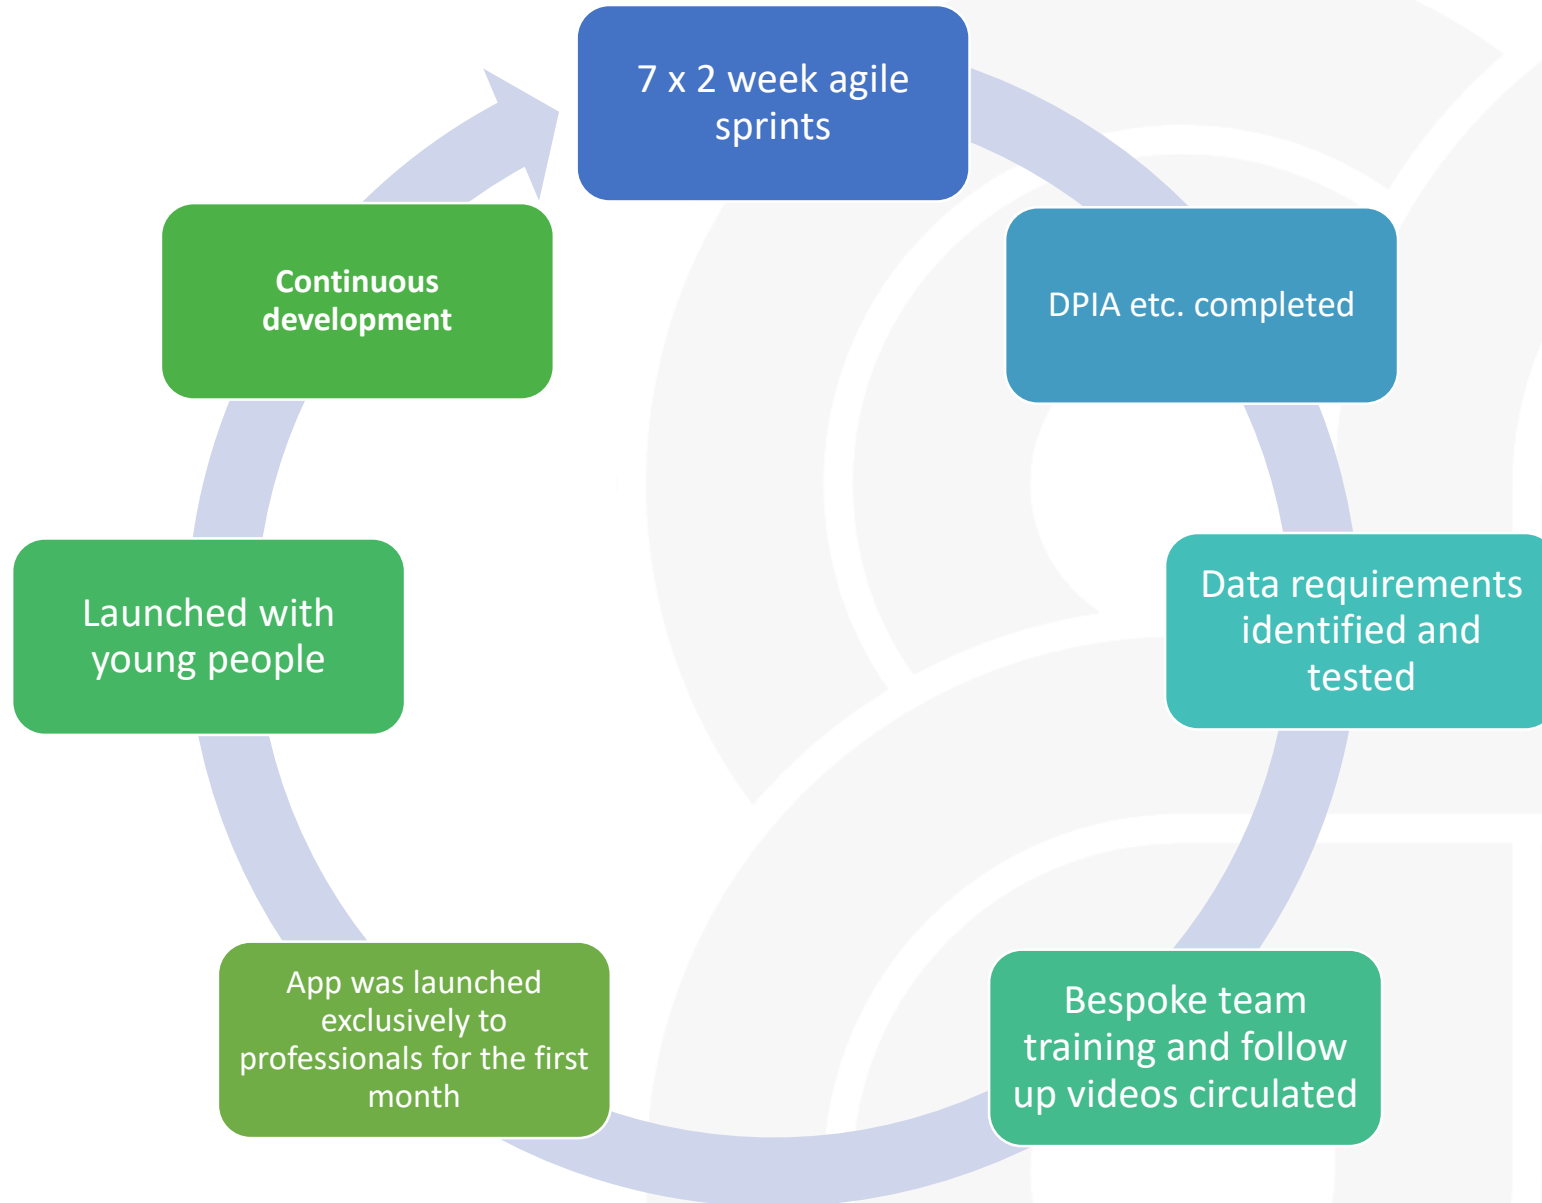 7 x 2 week agile
sprints
DPIA etc. completed
Data requirements
identified and
tested
Bespoke team
training and follow
up videos circulated
App was launched
exclusively to
professionals for the first
month
Launched with
young people
Continuous
development